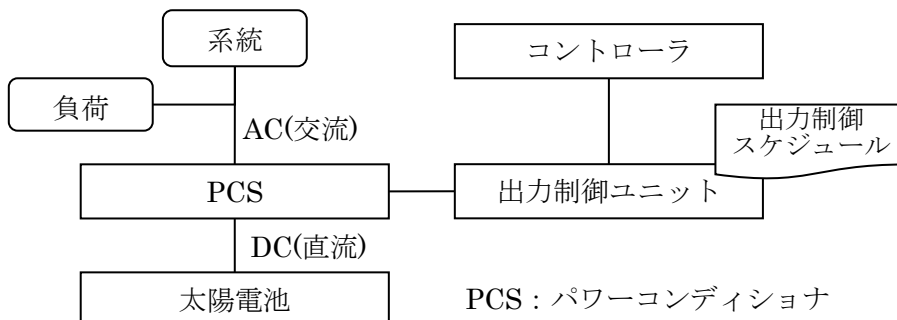 系統
コントローラ
負荷
出力制御
スケジュール
AC(交流)
PCS
出力制御ユニット
DC(直流)
太陽電池
PCS：パワーコンディショナ